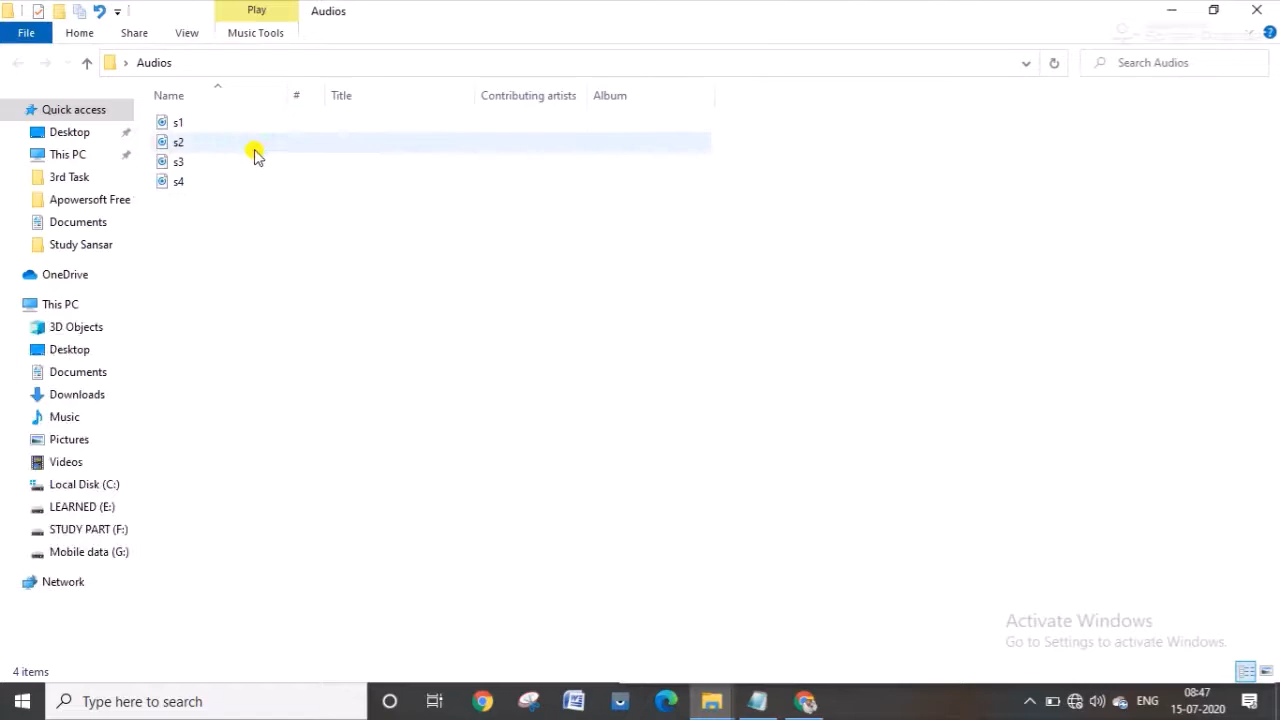 Play
Audios
File
Home
Share
View
Music Tools
Audios
Search Audios
Name
#
Title
Contributing artists
Album
s1
s2
s3
s4
Quick access
Desktop
This PC
3rd Task
Apowersoft Free
Documents
Study Sansar
OneDrive
This PC
3D Objects
Desktop
Documents
Downloads
Music
Pictures
Videos
Local Disk (C:)
LEARNED (E:)
STUDY PART (F:)
Mobile data (G:)
Network
Activate Windows
Go to Settings to activate Windows.
4 items
Type here to search
ENG
08:47
15-07-2020